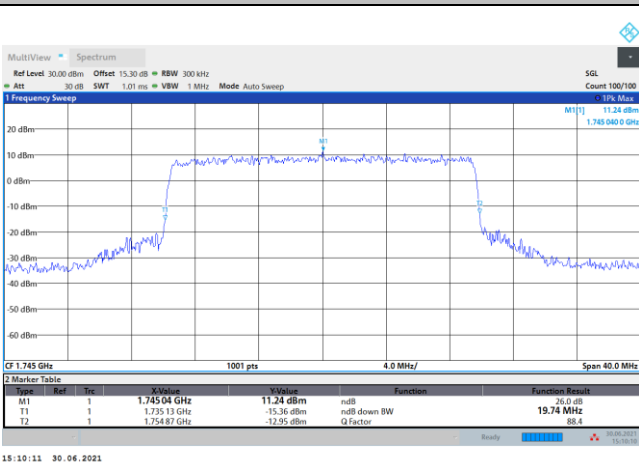 MultiView Spectrum
Ref Level 30.00 dBm Offset 15.30 dB RBW 300 kHz SGL
Att 30 dB SWT 1.01 ms VBW 1 MHz Mode Auto Sweep Count 100/100
1 Frequency Sweep 1Pk Max
M1[1] 11.24 dBm
1.745 040 0 GHz
M1
20 dBm
10 dBm
0 dBm
-10 dBm
T1 T2
-20 dBm
-30 dBm
-40 dBm
-50 dBm
-60 dBm
CF 1.745 GHz 1001 pts 4.0 MHz/ Span 40.0 MHz
2 Marker Table
Type Ref Trc X-Value Y-Value Function Function Result
M1 1 1.745 04 GHz 11.24 dBm ndB 26.0 dB
T1 1 1.735 13 GHz -15.36 dBm ndB down BW 19.74 MHz
T2 1 1.754 87 GHz -12.95 dBm Q Factor 88.4
Ready 30.06.2021
15:10:10
15:10:11 30.06.2021